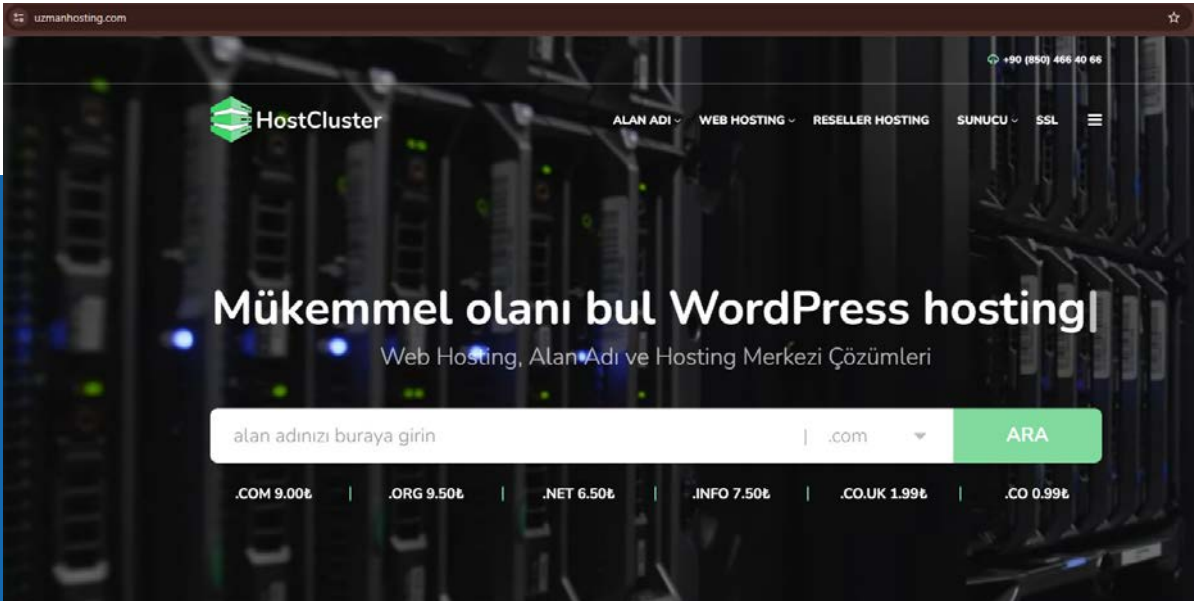 uzmanhosting.com
+90 (850) 466 40 66
HostCluster
ALAN ADI
WEB HOSTING
RESELLER HOSTING
SUNUCU
SSL
Mükemmel olanı bul WordPress hosting|
Web Hosting, Alan Adı ve Hosting Merkezi Çözümleri
alan adınızı buraya girin | .com
ARA
.COM 9.00₺ | .ORG 9.50₺ | .NET 6.50₺ | .INFO 7.50₺ | .CO.UK 1.99₺ | .CO 0.99₺